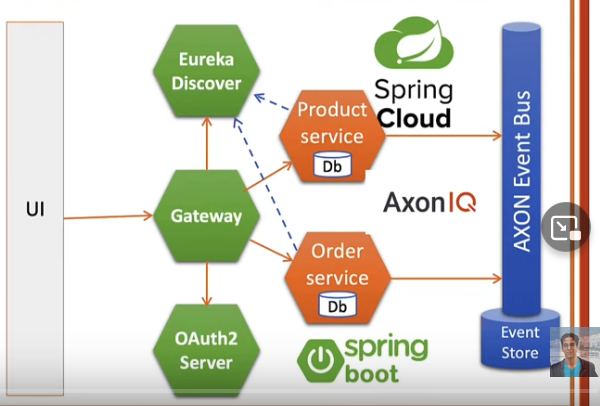 UI
Eureka
Discover
Gateway
OAuth2
Server
Product
service
Db
Order
service
Db
Spring
Cloud
AxonIQ
spring
boot
AXON Event Bus
Event
Store